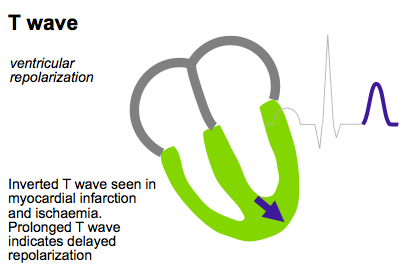 T wave
ventricular
repolarization
Inverted T wave seen in
myocardial infarction
and ischaemia.
Prolonged T wave
indicates delayed
repolarization